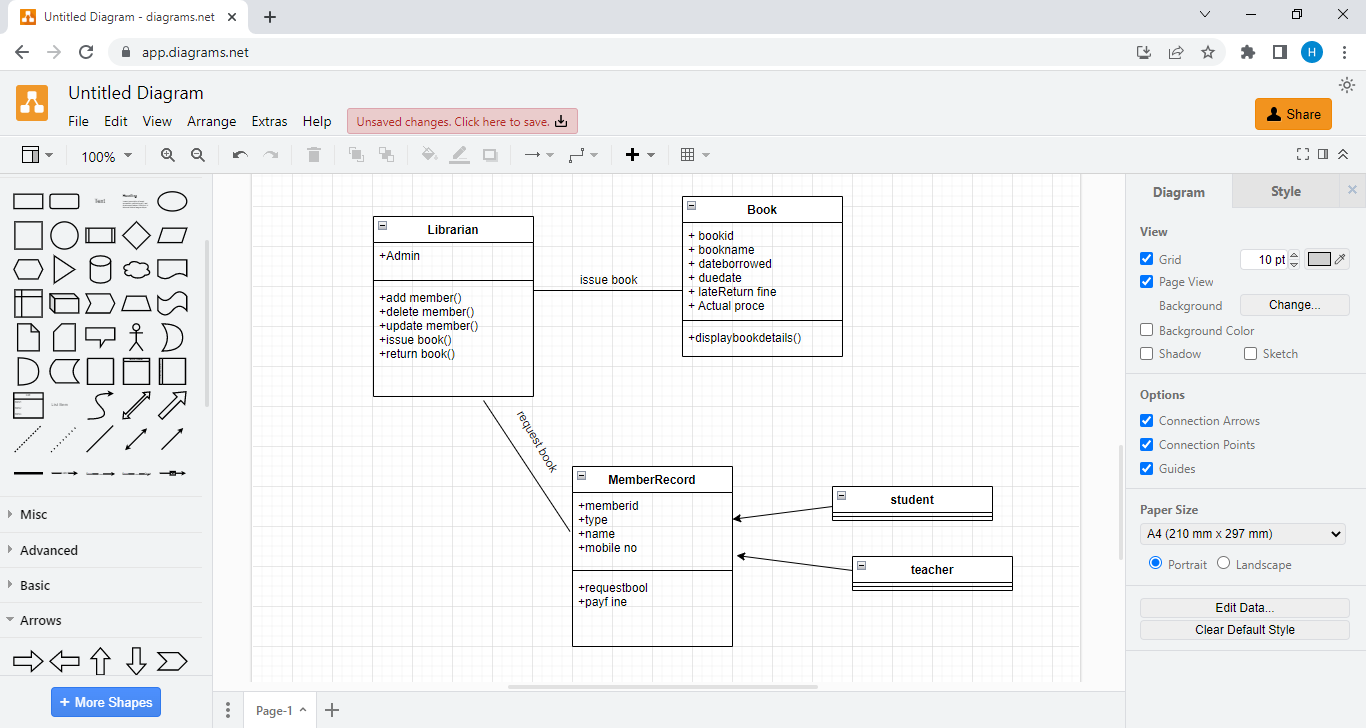 Untitled Diagram - diagrams.net
app.diagrams.net
H
Untitled Diagram
File Edit View Arrange Extras Help
Unsaved changes. Click here to save.
Share
100%
Text
Heading
Misc
Advanced
Basic
Arrows
+ More Shapes
Librarian
+Admin
+add member()
+delete member()
+update member()
+issue book()
+return book()
issue book
Book
+ bookid
+ bookname
+ dateborrowed
+ duedate
+ lateReturn fine
+ Actual proce
+displaybookdetails()
request book
MemberRecord
+memberid
+type
+name
+mobile no
+requestbool
+payf ine
student
teacher
Page-1
Diagram Style
View
Grid 10 pt
Page View
Background Change...
Background Color
Shadow Sketch
Options
Connection Arrows
Connection Points
Guides
Paper Size
A4 (210 mm x 297 mm)
Portrait Landscape
Edit Data...
Clear Default Style